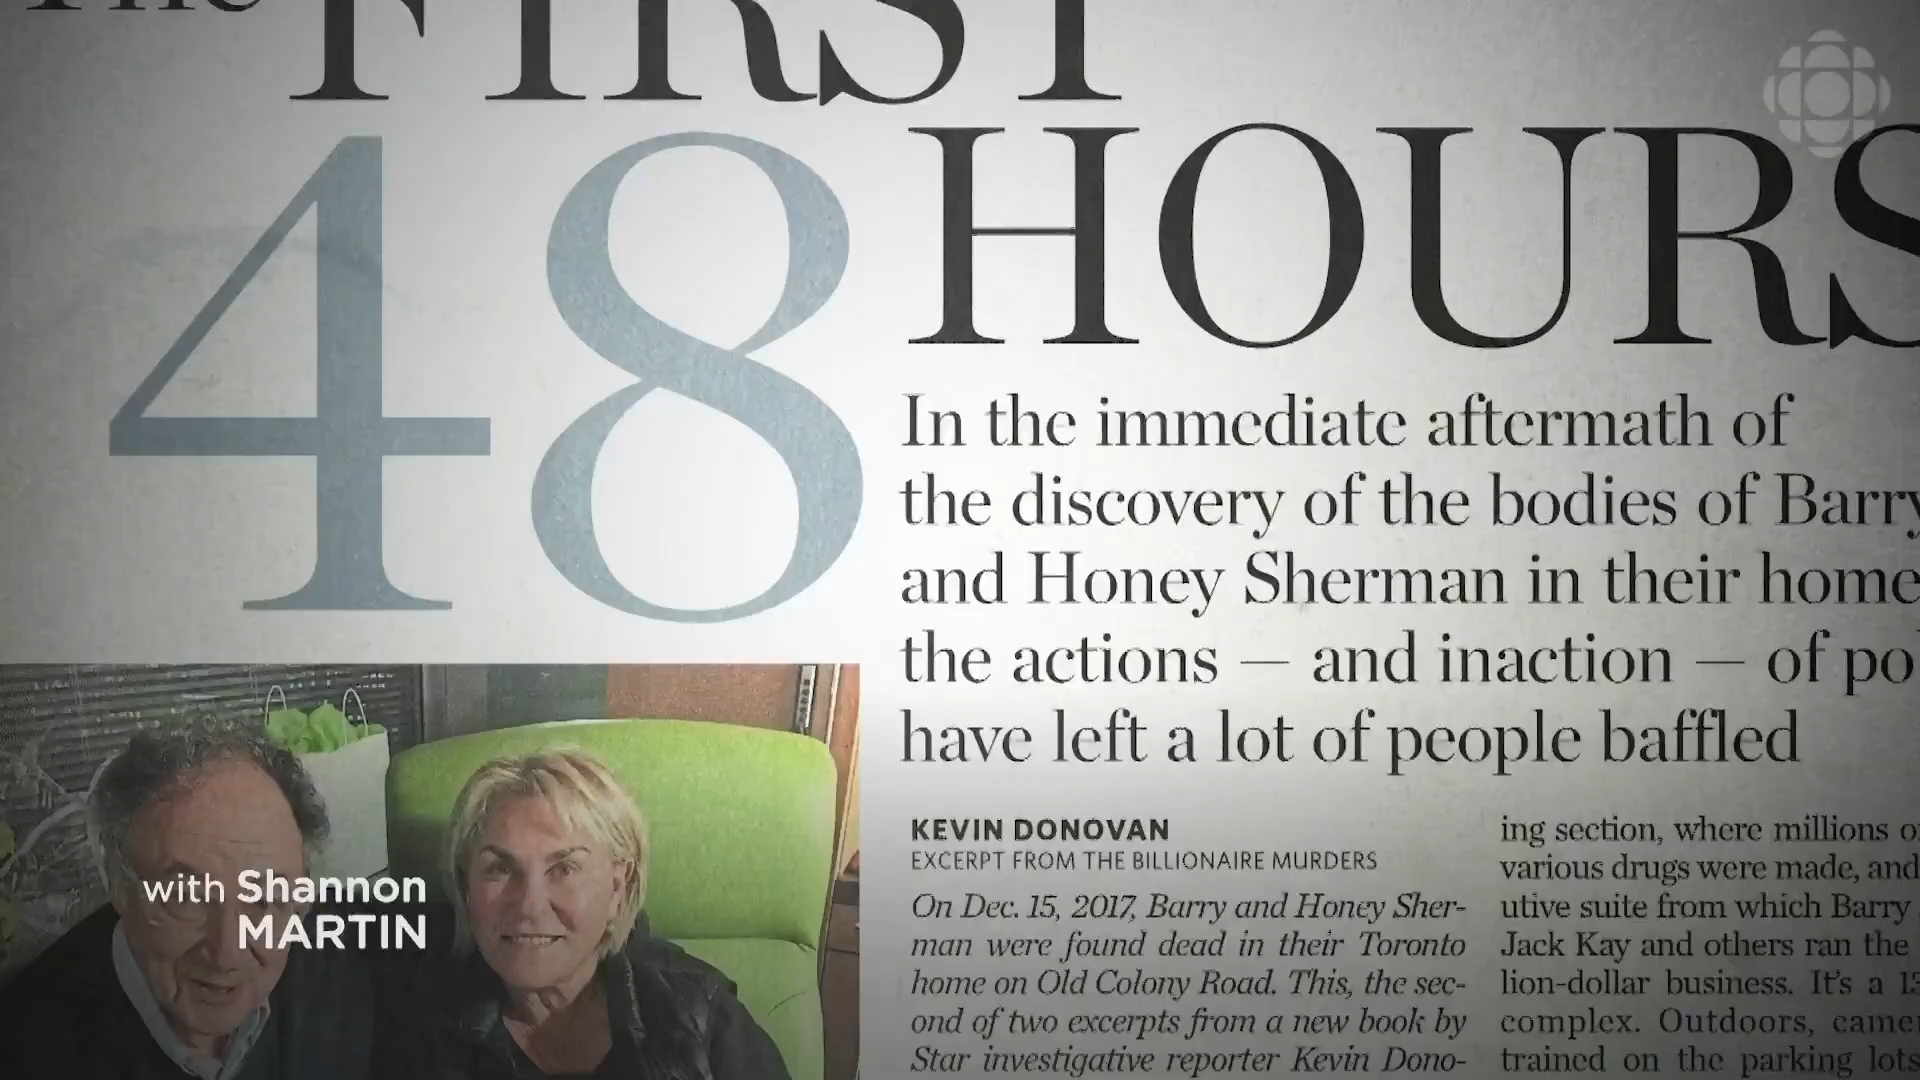 The FIRST
48 HOURS
In the immediate aftermath of
the discovery of the bodies of Barry
and Honey Sherman in their home
the actions — and inaction — of po
have left a lot of people baffled
KEVIN DONOVAN
EXCERPT FROM THE BILLIONAIRE MURDERS
On Dec. 15, 2017, Barry and Honey Sher-
man were found dead in their Toronto
home on Old Colony Road. This, the sec-
ond of two excerpts from a new book by
Star investigative reporter Kevin Dono-
ing section, where millions of
various drugs were made, and
utive suite from which Barry
Jack Kay and others ran the
lion-dollar business. It's a 13
complex. Outdoors, camer
trained on the parking lots
with Shannon
MARTIN